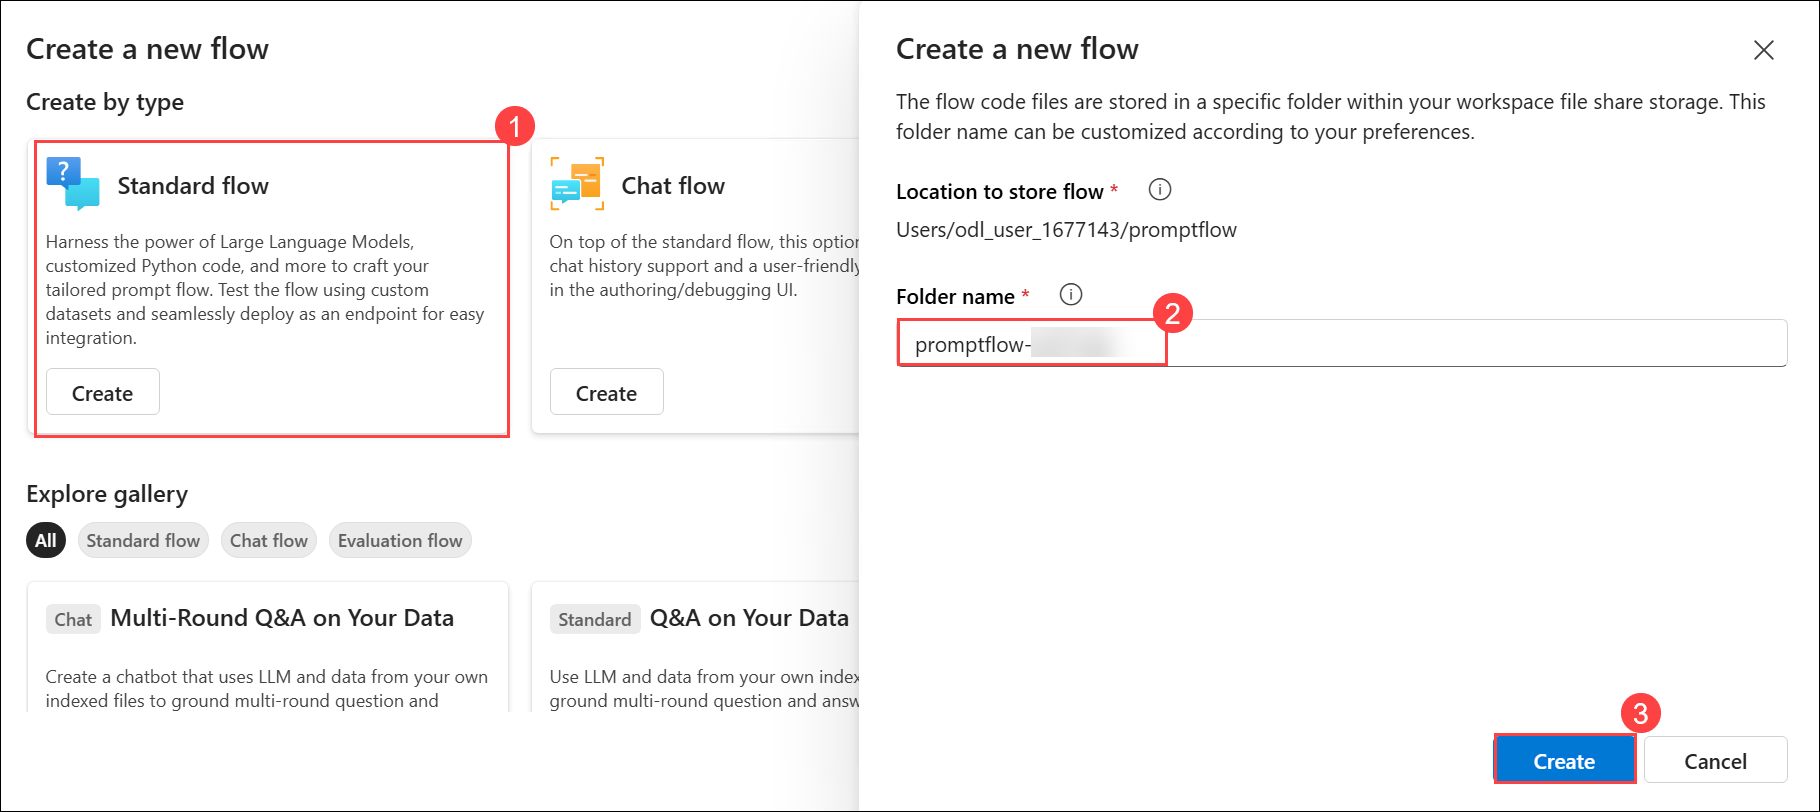 Create a new flow
Create by type
1
Standard flow
Harness the power of Large Language Models,
customized Python code, and more to craft your
tailored prompt flow. Test the flow using custom
datasets and seamlessly deploy as an endpoint for easy
integration.
Create
Chat flow
On top of the standard flow, this option
chat history support and a user-friendly
in the authoring/debugging UI.
Create
Explore gallery
All
Standard flow
Chat flow
Evaluation flow
Chat
Multi-Round Q&A on Your Data
Create a chatbot that uses LLM and data from your own
indexed files to ground multi-round question and
Standard
Q&A on Your Data
Use LLM and data from your own
ground multi-round question and
Create a new flow
The flow code files are stored in a specific folder within your workspace file share storage. This
folder name can be customized according to your preferences.
Location to store flow *
Users/odl_user_1677143/promptflow
Folder name *
2
promptflow-
3
Create
Cancel